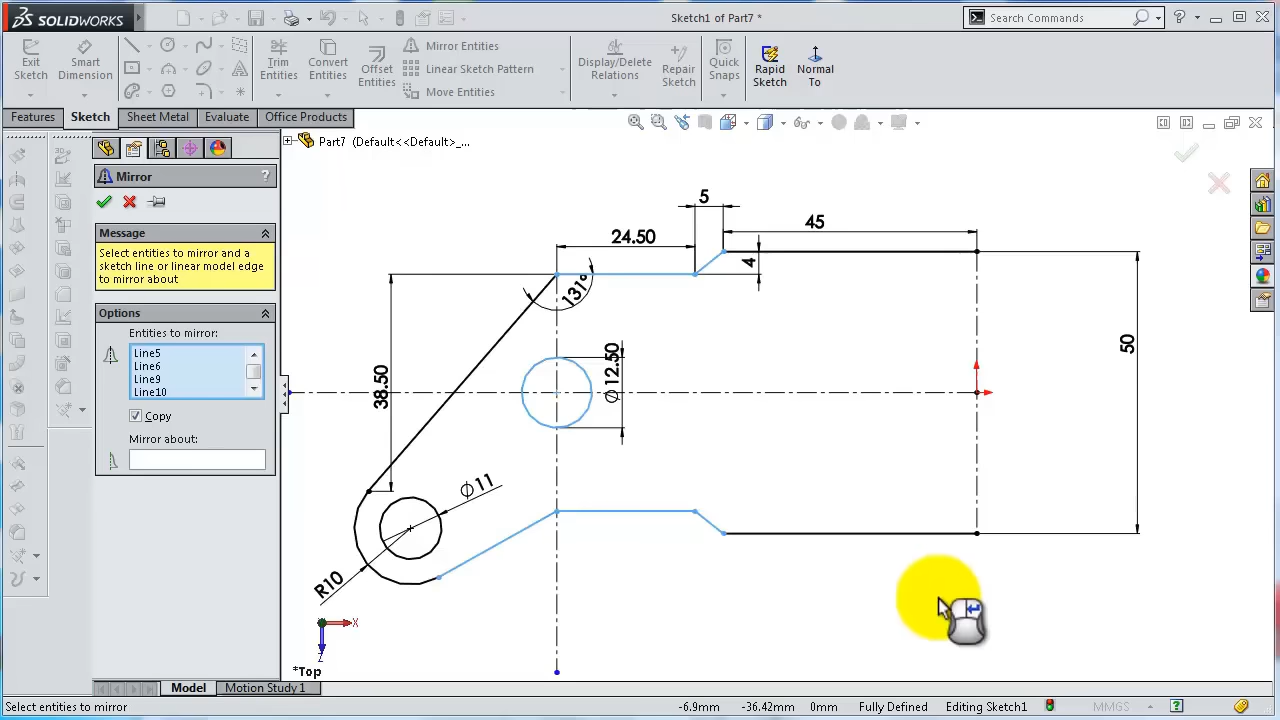 SOLIDWORKS
Sketch1 of Part7 *
Search Commands
Exit Sketch
Smart Dimension
Trim Entities
Convert Entities
Offset Entities
Mirror Entities
Linear Sketch Pattern
Move Entities
Display/Delete Relations
Repair Sketch
Quick Snaps
Rapid Sketch
Normal To
Features
Sketch
Sheet Metal
Evaluate
Office Products
Part7 (Default<<Default>_...
Mirror
?
Message
Select entities to mirror and a
sketch line or linear model edge
to mirror about
Options
Entities to mirror:
Line5
Line6
Line9
Line10
Copy
Mirror about:
5
45
24.50
4
131°
50
38.50
Ø12.50
Ø11
R10
X
Z
*Top
Model
Motion Study 1
Select entities to mirror
-6.9mm
-36.42mm
0mm
Fully Defined
Editing Sketch1
MMGS